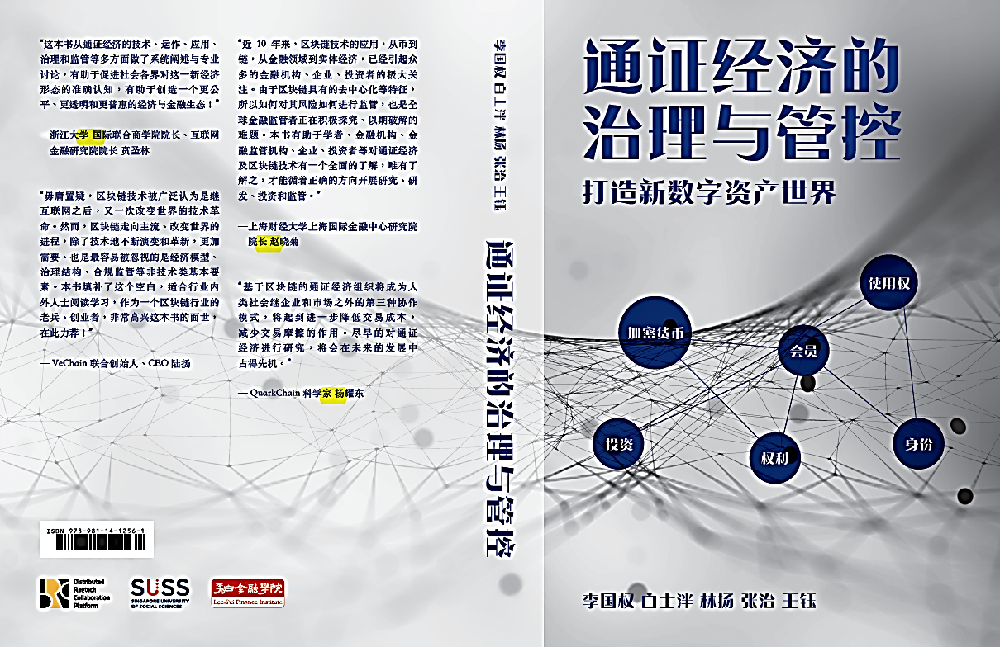 “这本书从通证经济的技术、运作、应用、
治理和监管等多方面做了系统阐述与专业
讨论，有助于促进社会各界对这一新经济
形态的准确认知，有助于创造一个更公
平、更透明和更普惠的经济与金融生态！”
—浙江大学 国际联合商学院院长、互联网
金融研究院院长 贲圣林
“毋庸置疑，区块链技术被广泛认为是继
互联网之后，又一次改变世界的技术革
命。然而，区块链走向主流、改变世界的
进程，除了技术地不断演变和革新，更加
需要、也是最容易被忽视的是经济模型、
治理结构、合规监管等非技术类基本要
素。本书填补了这个空白，适合行业内
外人士阅读学习，作为一个区块链行业的
老兵、创业者，非常高兴这本书的面世，
在此力荐！”
— VeChain 联合创始人、CEO 陆扬
“近 10 年来，区块链技术的应用，从币到
链，从金融领域到实体经济，已经引起众
多的金融机构、企业、投资者的极大关
注。由于区块链具有的去中心化等特征，
所以如何对其风险如何进行监管，也是全
球金融监管者正在积极探究、以期破解的
难题。本书有助于学者、金融机构、金
融监管机构、企业、投资者等对通证经济
及区块链技术有一个全面的了解，唯有了
解之，才能循着正确的方向开展研究、研
发、投资和监管。”
—上海财经大学上海国际金融中心研究院
院长 赵晓菊
“基于区块链的通证经济组织将成为人
类社会继企业和市场之外的第三种协作
模式，将起到进一步降低交易成本，
减少交易摩擦的作用。尽早的对通证
经济进行研究，将会在未来的发展中
占得先机。”
— QuarkChain 科学家 杨耀东
ISBN 978-981-14-1256-1
Distributed
Regtech
Collaboration
Platform
SUSS
SINGAPORE UNIVERSITY
OF SOCIAL SCIENCES
李白金融學院
Lee&Pei Finance Institute
李国权 白士泮 林扬 张治 王钰
通证经济的治理与管控
通证经济的
治理与管控
打造新数字资产世界
使用权
加密货币
会员
投资
权利
身份
李国权 白士泮 林扬 张治 王钰